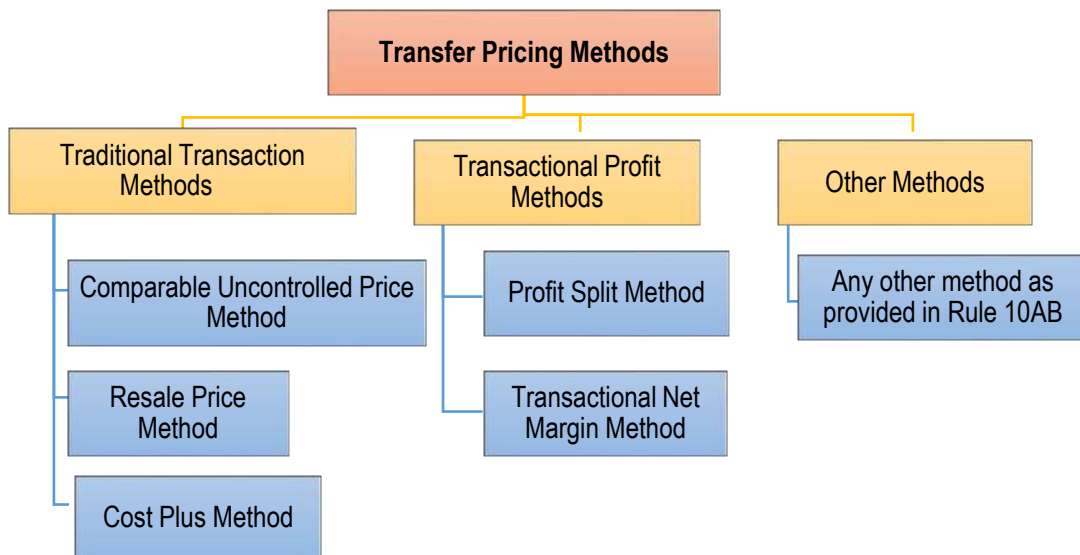 Transfer Pricing Methods
Traditional Transaction
Methods
Transactional Profit
Methods
Other Methods
Comparable Uncontrolled Price
Method
Resale Price
Method
Cost Plus Method
Profit Split Method
Transactional Net
Margin Method
Any other method as
provided in Rule 10AB